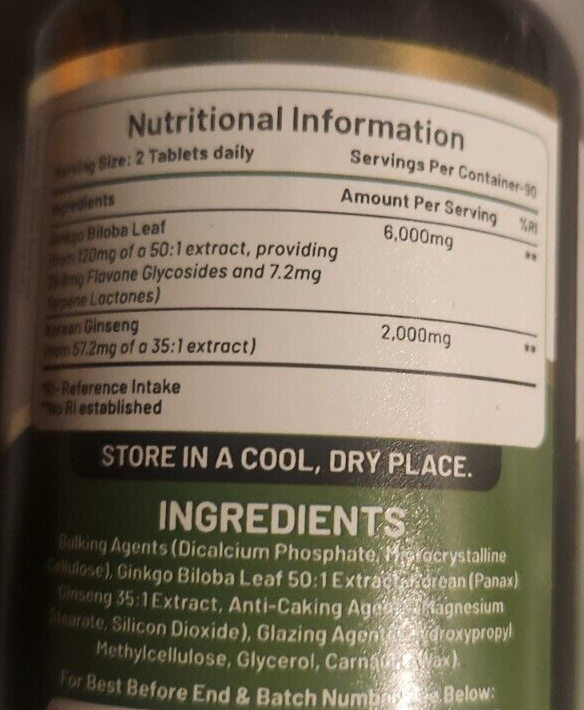 Nutritional Information
Serving Size: 2 Tablets daily Servings Per Container-90
Ingredients Amount Per Serving %RI
Ginkgo Biloba Leaf 6,000mg **
from 120mg of a 50:1 extract, providing
Flavone Glycosides and 7.2mg
Terpene Lactones)
Korean Ginseng 2,000mg **
from 57.2mg of a 35:1 extract)
RI-Reference Intake
**No RI established
STORE IN A COOL, DRY PLACE.
INGREDIENTS
Bulking Agents (Dicalcium Phosphate, Microcrystalline
Cellulose), Ginkgo Biloba Leaf 50:1 Extract, Korean (Panax)
Ginseng 35:1 Extract, Anti-Caking Agents (Magnesium
Stearate, Silicon Dioxide), Glazing Agents (Hydroxypropyl
Methylcellulose, Glycerol, Carnauba Wax).
For Best Before End & Batch Number See Below: